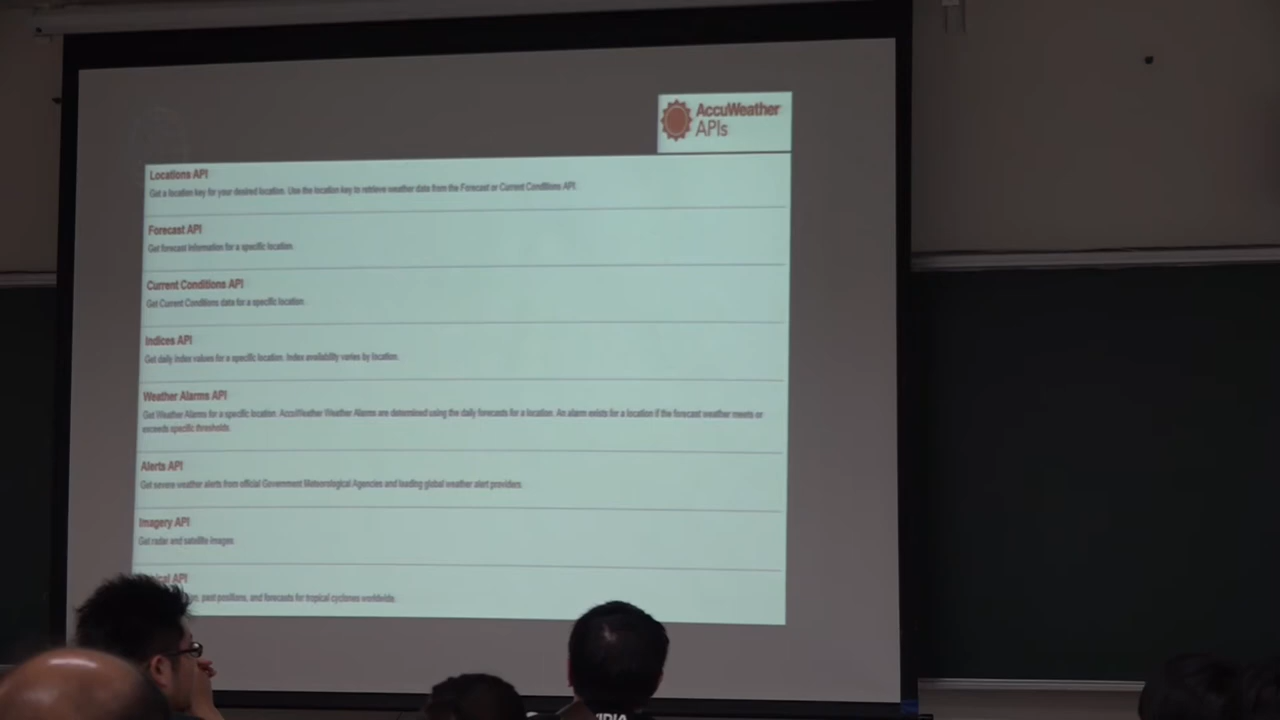 AccuWeather
APIs
Locations API
Get a location key for your desired location. Use the location key to retrieve weather data from the Forecast or Current Conditions API.
Forecast API
Get forecast information for a specific location.
Current Conditions API
Get Current Conditions data for a specific location.
Indices API
Get daily index values for a specific location. Index availability varies by location.
Weather Alarms API
Get Weather Alarms for a specific location. AccuWeather Weather Alarms are determined using the daily forecasts for a location. An alarm exists for a location if the forecast weather meets or
exceeds specific thresholds.
Alerts API
Get severe weather alerts from official Government Meteorological Agencies and leading global weather alert providers.
Imagery API
Get radar and satellite images.
API
past positions, and forecasts for tropical cyclones worldwide.